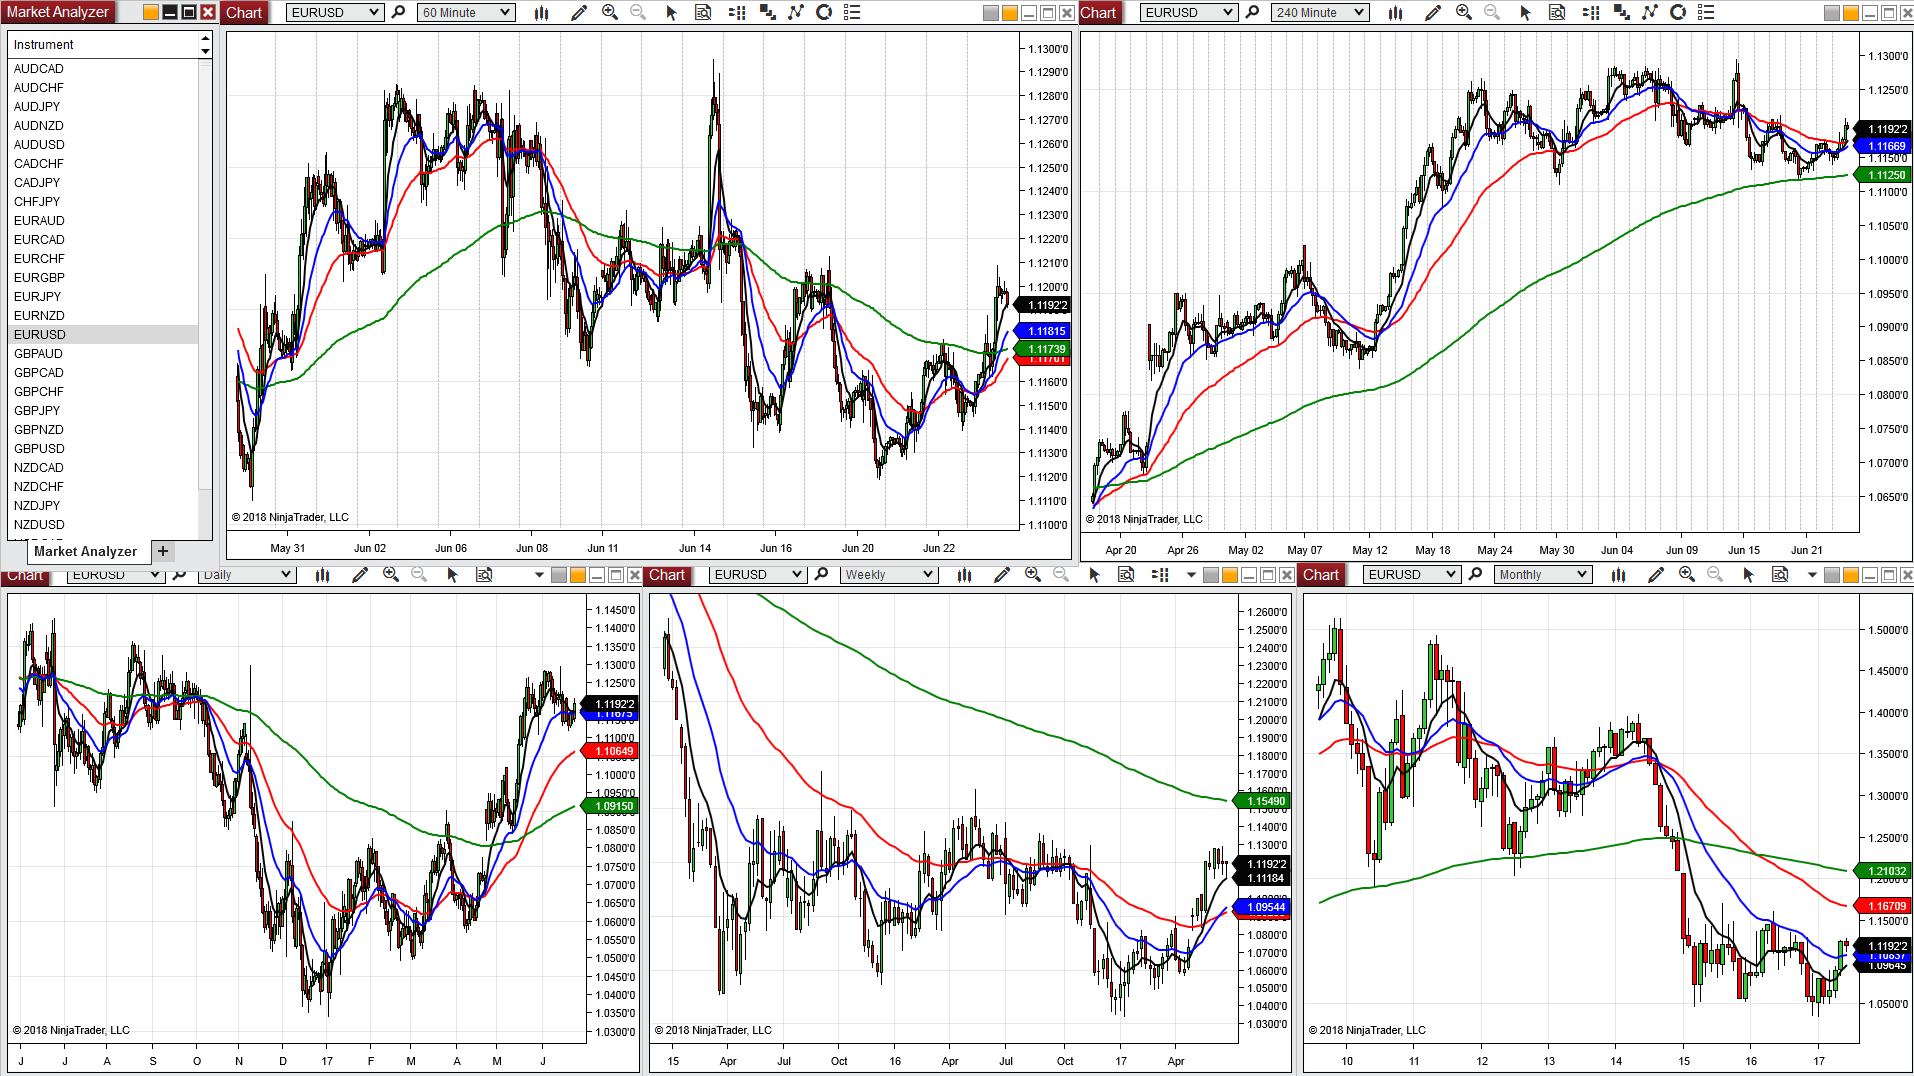 Market Analyzer
Instrument
AUDCAD
AUDCHF
AUDJPY
AUDNZD
AUDUSD
CADCHF
CADJPY
CHFJPY
EURAUD
EURCAD
EURCHF
EURGBP
EURJPY
EURNZD
EURUSD
GBPAUD
GBPCAD
GBPCHF
GBPJPY
GBPNZD
GBPUSD
NZDCAD
NZDCHF
NZDJPY
NZDUSD
Market Analyzer +
Chart EURUSD 60 Minute
1.1300'0
1.1290'0
1.1280'0
1.1270'0
1.1260'0
1.1250'0
1.1240'0
1.1230'0
1.1220'0
1.1210'0
1.1200'0
1.1192'2
1.11815
1.11739
1.11701
1.1160'0
1.1150'0
1.1140'0
1.1130'0
1.1120'0
1.1110'0
1.1100'0
© 2018 NinjaTrader, LLC
May 31 Jun 02 Jun 06 Jun 08 Jun 11 Jun 14 Jun 16 Jun 20 Jun 22
Chart EURUSD 240 Minute
1.1300'0
1.1250'0
1.1192'2
1.11669
1.1150'0
1.11250
1.1100'0
1.1050'0
1.1000'0
1.0950'0
1.0900'0
1.0850'0
1.0800'0
1.0750'0
1.0700'0
1.0650'0
© 2018 NinjaTrader, LLC
Apr 20 Apr 26 May 02 May 07 May 12 May 18 May 24 May 30 Jun 04 Jun 09 Jun 15 Jun 21
Chart EURUSD Daily
1.1450'0
1.1400'0
1.1350'0
1.1300'0
1.1250'0
1.1192'2
1.11675
1.1100'0
1.10649
1.1000'0
1.0950'0
1.09150
1.0850'0
1.0800'0
1.0750'0
1.0700'0
1.0650'0
1.0600'0
1.0550'0
1.0500'0
1.0450'0
1.0400'0
1.0350'0
1.0300'0
© 2018 NinjaTrader, LLC
J J A S O N D 17 F M A M J
Chart EURUSD Weekly
1.2600'0
1.2500'0
1.2400'0
1.2300'0
1.2200'0
1.2100'0
1.2000'0
1.1900'0
1.1800'0
1.1700'0
1.1600'0
1.15490
1.1400'0
1.1300'0
1.1192'2
1.11184
1.09544
1.0800'0
1.0700'0
1.0600'0
1.0500'0
1.0400'0
1.0300'0
© 2018 NinjaTrader, LLC
15 Apr Jul Oct 16 Apr Jul Oct 17 Apr
Chart EURUSD Monthly
1.5000'0
1.4500'0
1.4000'0
1.3500'0
1.3000'0
1.2500'0
1.21032
1.2000'0
1.16709
1.1500'0
1.1192'2
1.10837
1.09645
1.0500'0
© 2018 NinjaTrader, LLC
10 11 12 13 14 15 16 17